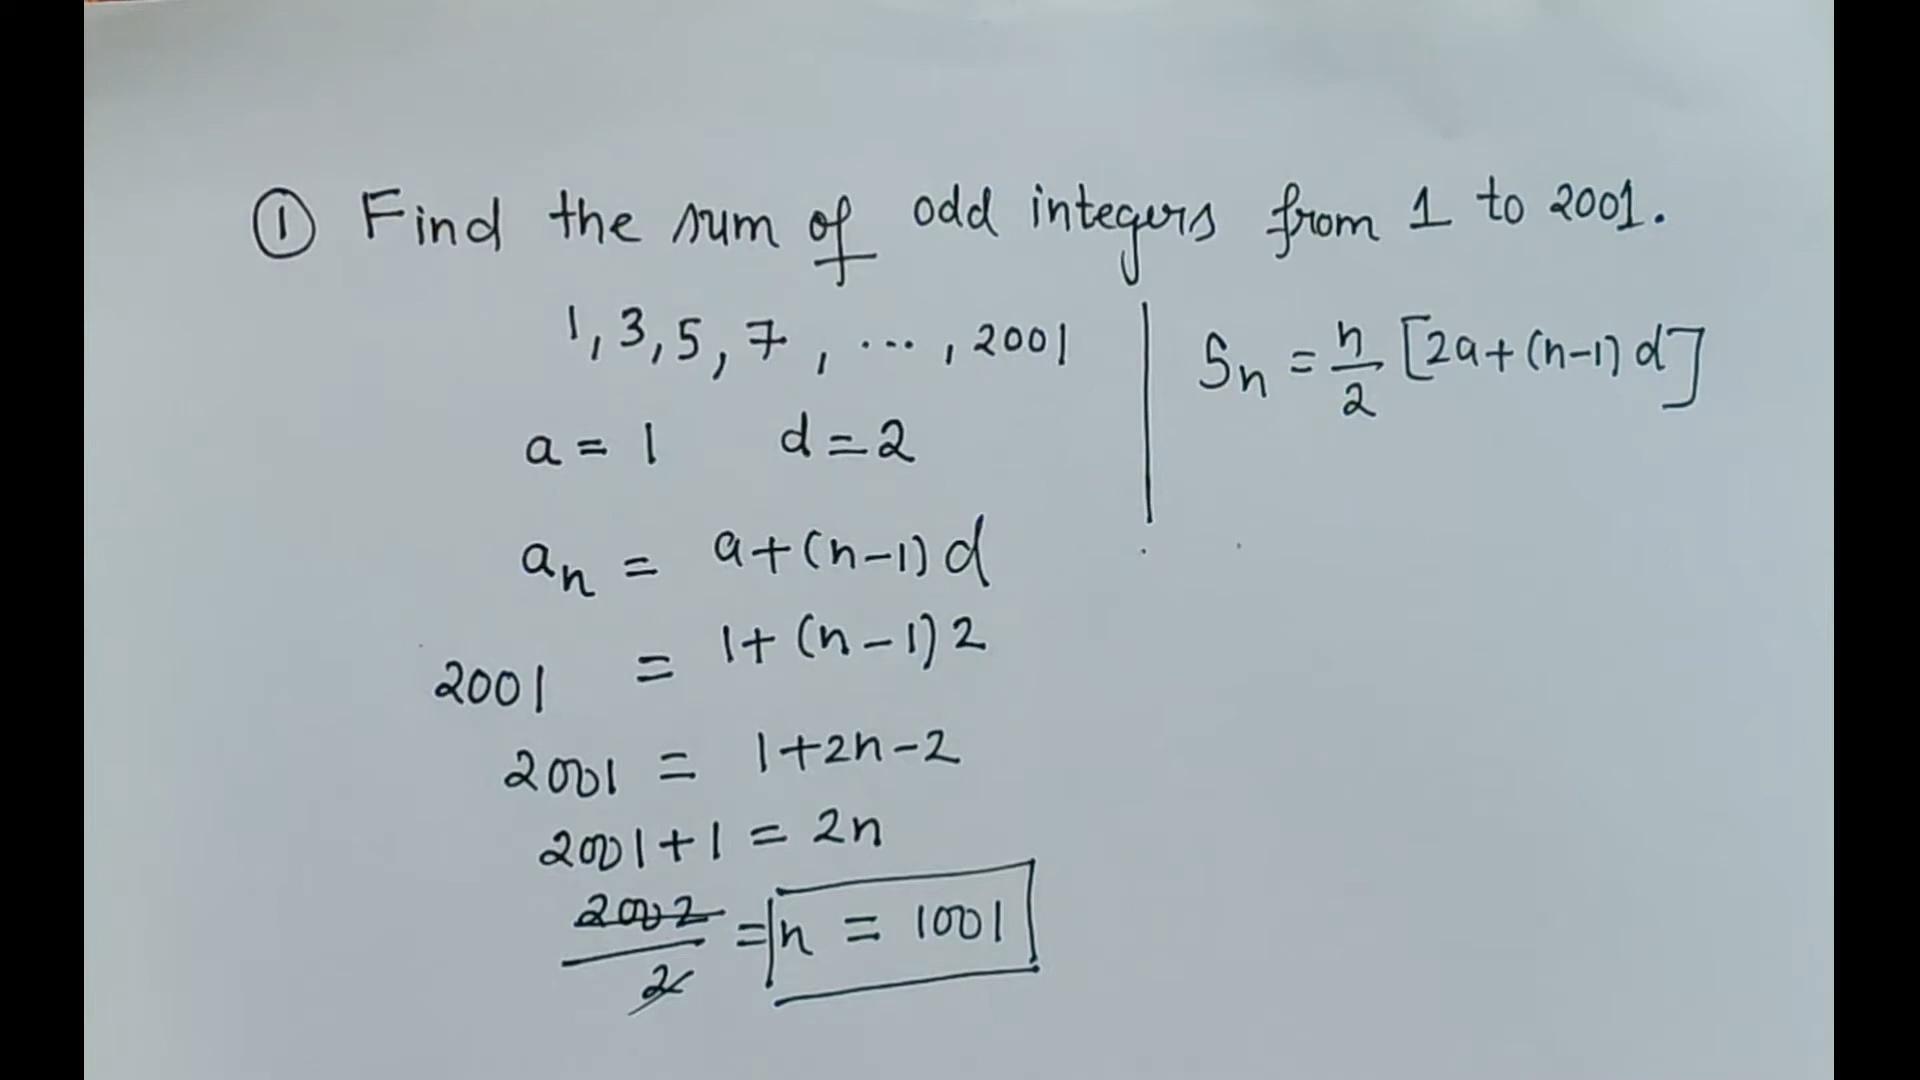 ① Find the sum of odd integers from 1 to 2001.
1, 3, 5, 7, ..., 2001
a = 1 d = 2
aₙ = a+(n-1)d
2001 = 1+(n-1)2
2001 = 1+2n-2
2001+1 = 2n
2002/2 = n = 1001
Sₙ = n/2 [2a+(n-1)d]